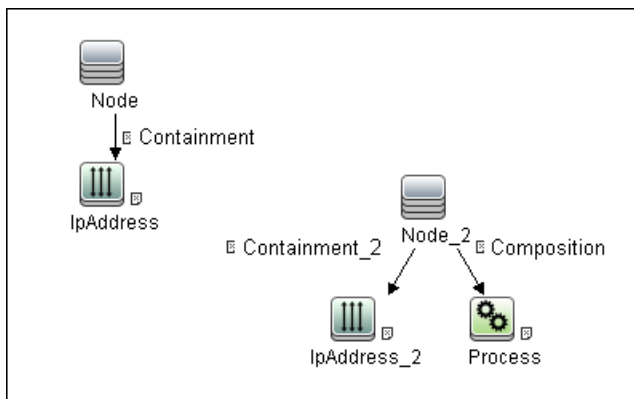 Node
Containment
IpAddress
Node_2
Containment_2
Composition
IpAddress_2
Process